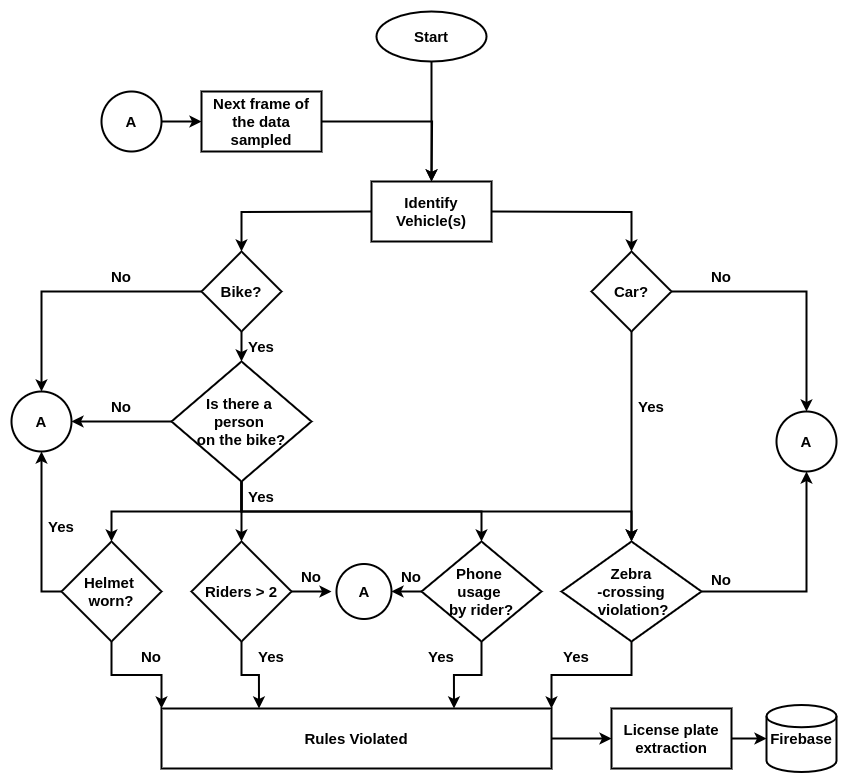 Start
A
Next frame of
the data
sampled
Identify
Vehicle(s)
No
Bike?
Car?
No
Yes
A
No
Is there a
person
on the bike?
Yes
A
Yes
Yes
Helmet
worn?
Riders > 2
No
A
No
Phone
usage
by rider?
Zebra
-crossing
violation?
No
No
Yes
Yes
Yes
Rules Violated
License plate
extraction
Firebase